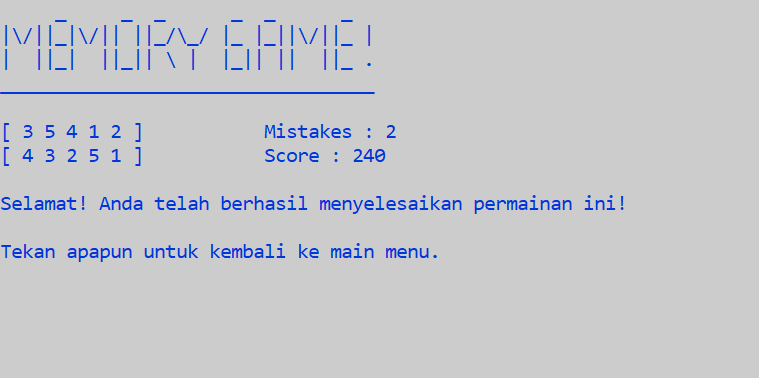 MEMORY GAME!
[ 3 5 4 1 2 ] Mistakes : 2
[ 4 3 2 5 1 ] Score : 240
Selamat! Anda telah berhasil menyelesaikan permainan ini!
Tekan apapun untuk kembali ke main menu.